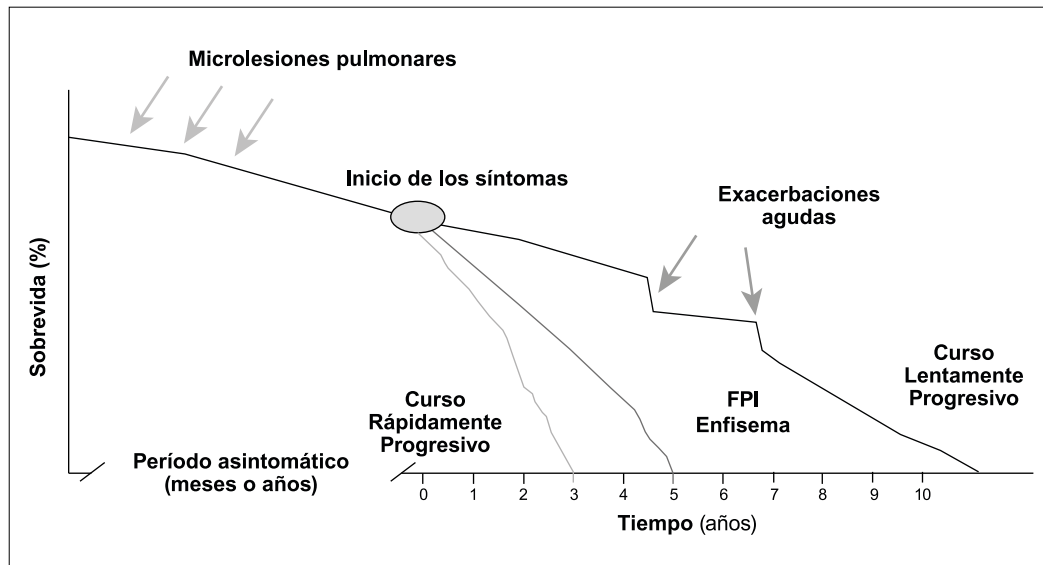 Microlesiones pulmonares
Inicio de los síntomas
Exacerbaciones
agudas
Sobrevida (%)
Curso
Rápidamente
Progresivo
FPI
Enfisema
Curso
Lentamente
Progresivo
Período asintomático
(meses o años)
0 1 2 3 4 5 6 7 8 9 10
Tiempo (años)